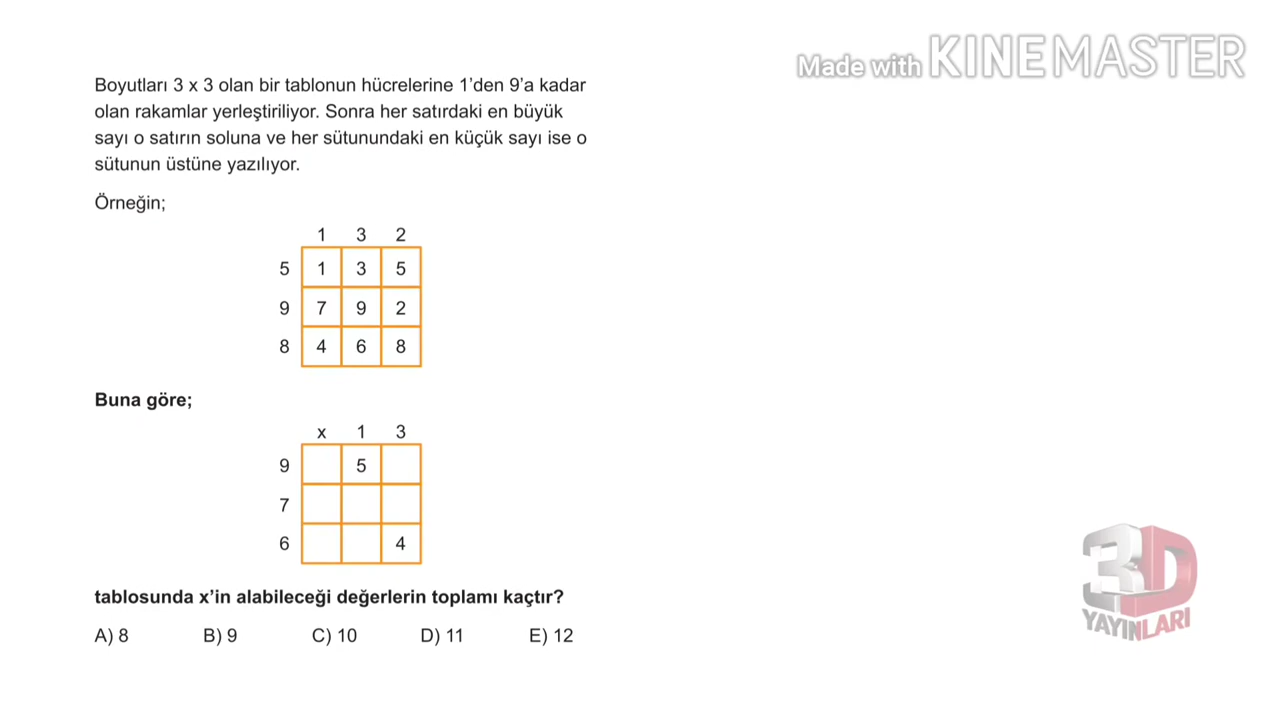 Made with KINEMASTER
Boyutları 3 x 3 olan bir tablonun hücrelerine 1’den 9’a kadar
olan rakamlar yerleştiriliyor. Sonra her satırdaki en büyük
sayı o satırın soluna ve her sütunundaki en küçük sayı ise o
sütunun üstüne yazılıyor.
Örneğin;
1 3 2
5 1 3 5
9 7 9 2
8 4 6 8
Buna göre;
x 1 3
9 5
7
6 4
tablosunda x’in alabileceği değerlerin toplamı kaçtır?
A) 8 B) 9 C) 10 D) 11 E) 12
3D
YAYINLARI